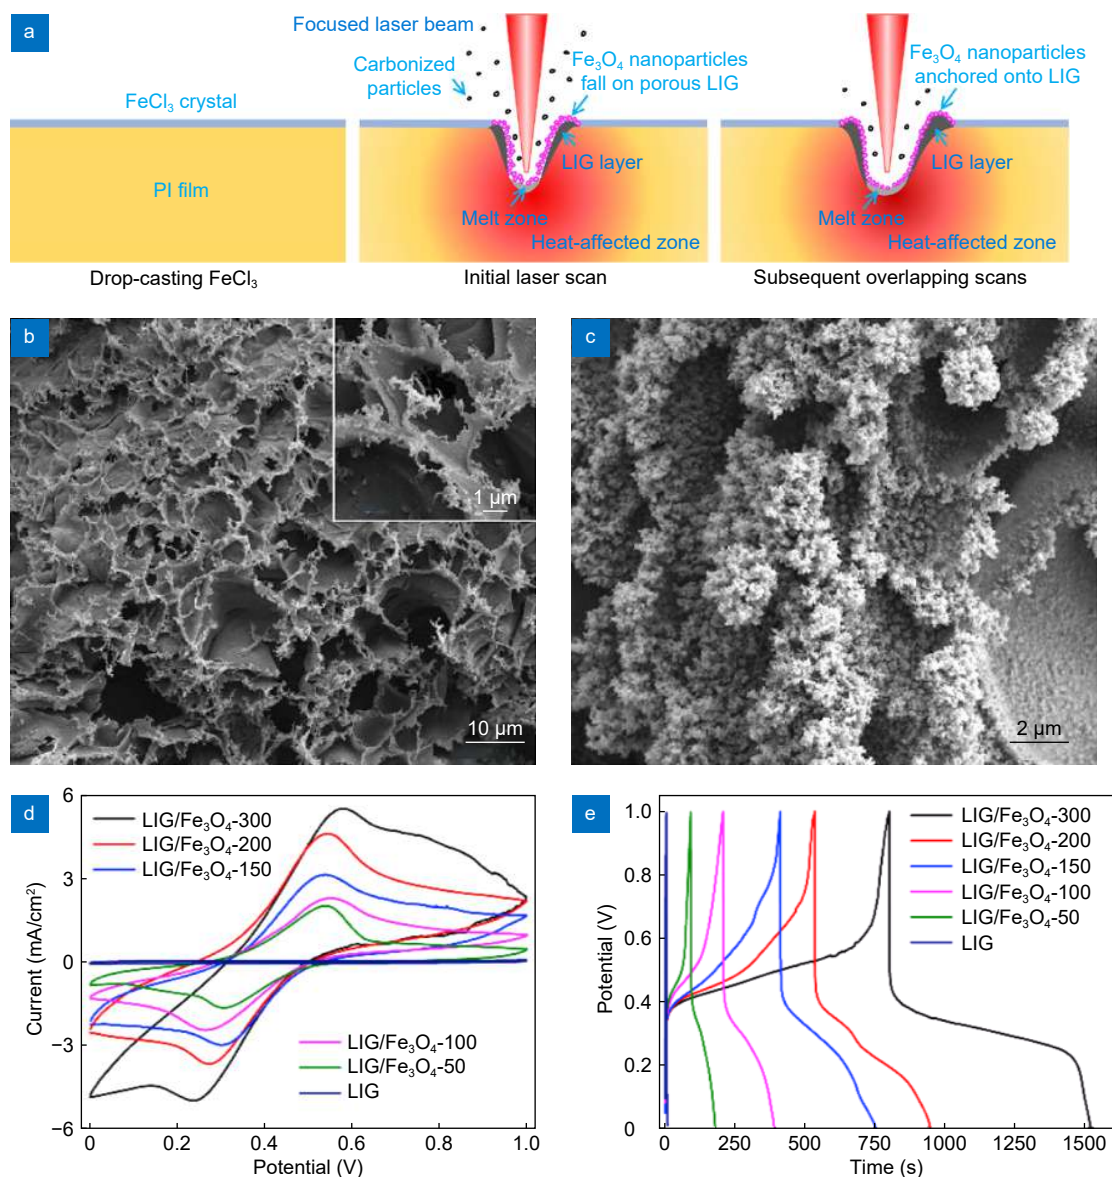 a
Focused laser beam
Carbonized
particles
Fe₃O₄ nanoparticles
fall on porous LIG
Fe₃O₄ nanoparticles
anchored onto LIG
FeCl₃ crystal
PI film
LIG layer
LIG layer
Melt zone
Melt zone
Heat-affected zone
Heat-affected zone
Drop-casting FeCl₃
Initial laser scan
Subsequent overlapping scans
b
1 μm
10 μm
c
2 μm
d
LIG/Fe₃O₄-300
LIG/Fe₃O₄-200
LIG/Fe₃O₄-150
LIG/Fe₃O₄-100
LIG/Fe₃O₄-50
LIG
6
3
0
−3
−6
Current (mA/cm²)
0
0.2
0.4
0.6
0.8
1.0
Potential (V)
e
LIG/Fe₃O₄-300
LIG/Fe₃O₄-200
LIG/Fe₃O₄-150
LIG/Fe₃O₄-100
LIG/Fe₃O₄-50
LIG
1.0
0.8
0.6
0.4
0.2
0
Potential (V)
0
250
500
750
1000
1250
1500
Time (s)